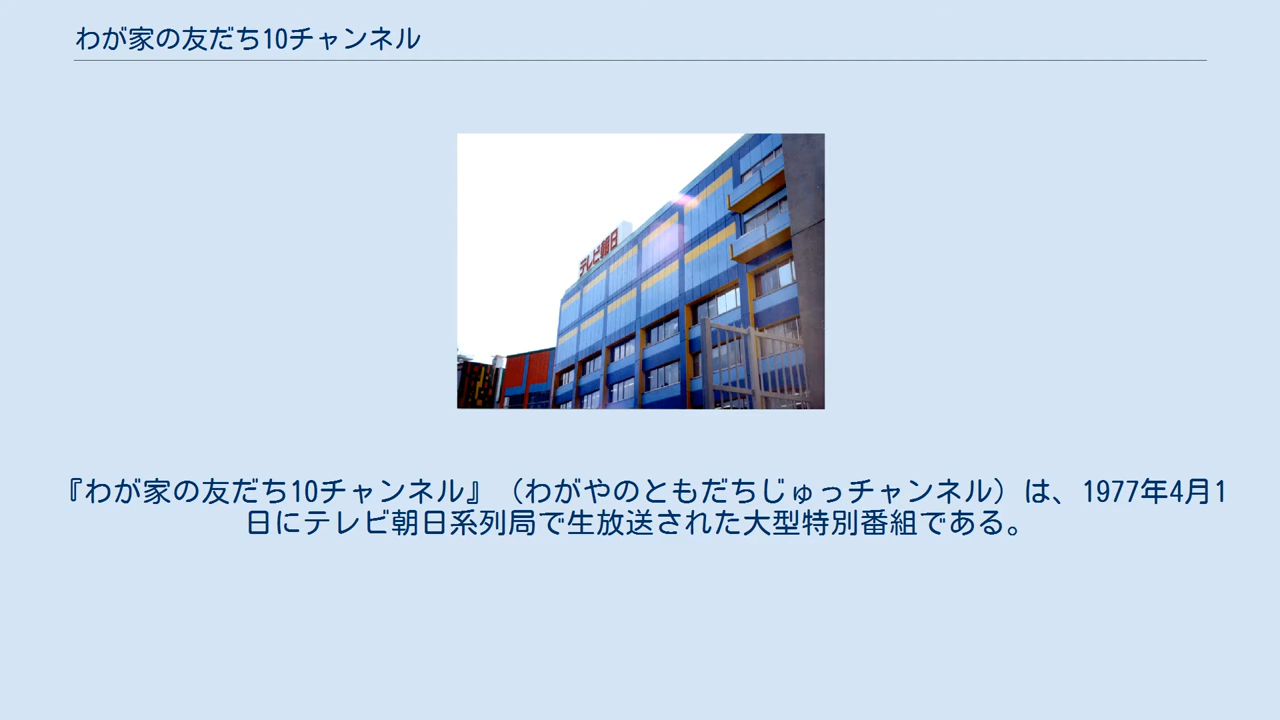 わが家の友だち10チャンネル
テレビ朝日
『わが家の友だち10チャンネル』（わがやのともだちじゅっチャンネル）は、1977年4月1
日にテレビ朝日系列局で生放送された大型特別番組である。